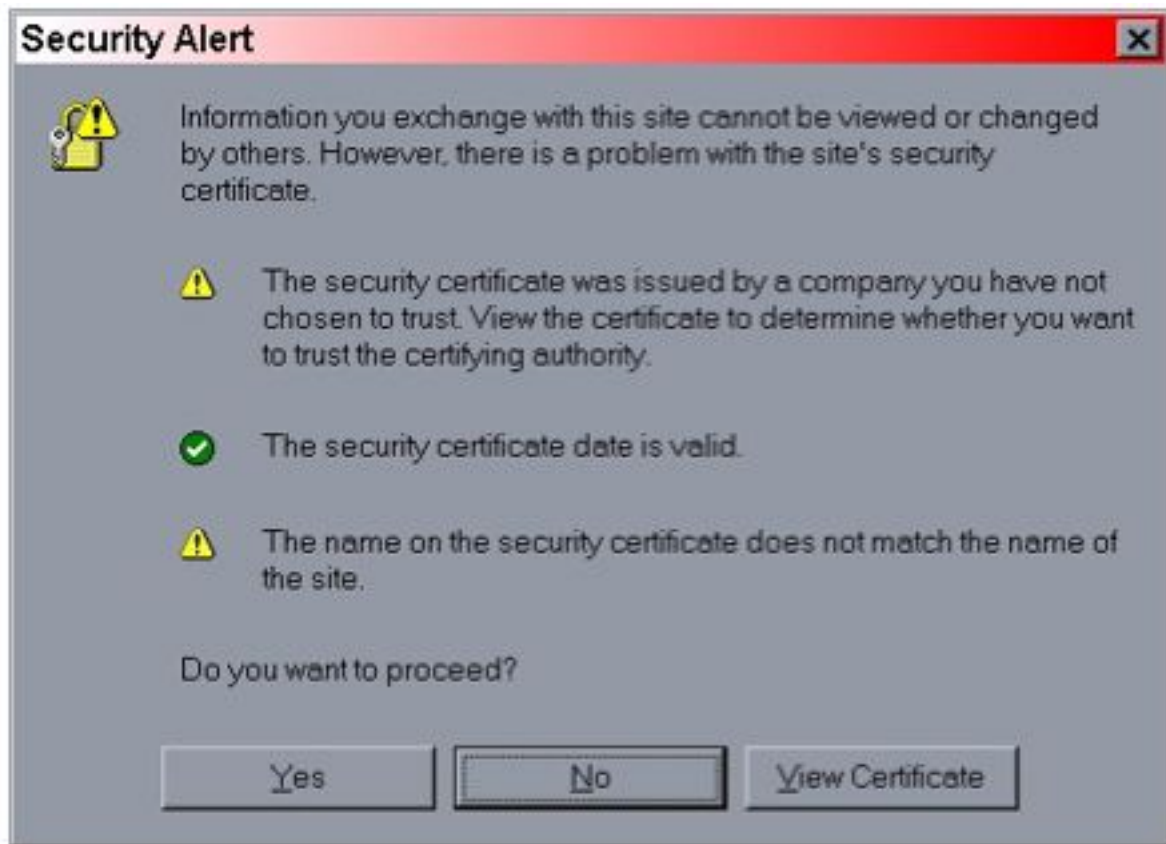 Security Alert
Information you exchange with this site cannot be viewed or changed
by others. However, there is a problem with the site's security
certificate.
The security certificate was issued by a company you have not
chosen to trust. View the certificate to determine whether you want
to trust the certifying authority.
The security certificate date is valid.
The name on the security certificate does not match the name of
the site.
Do you want to proceed?
Yes No View Certificate